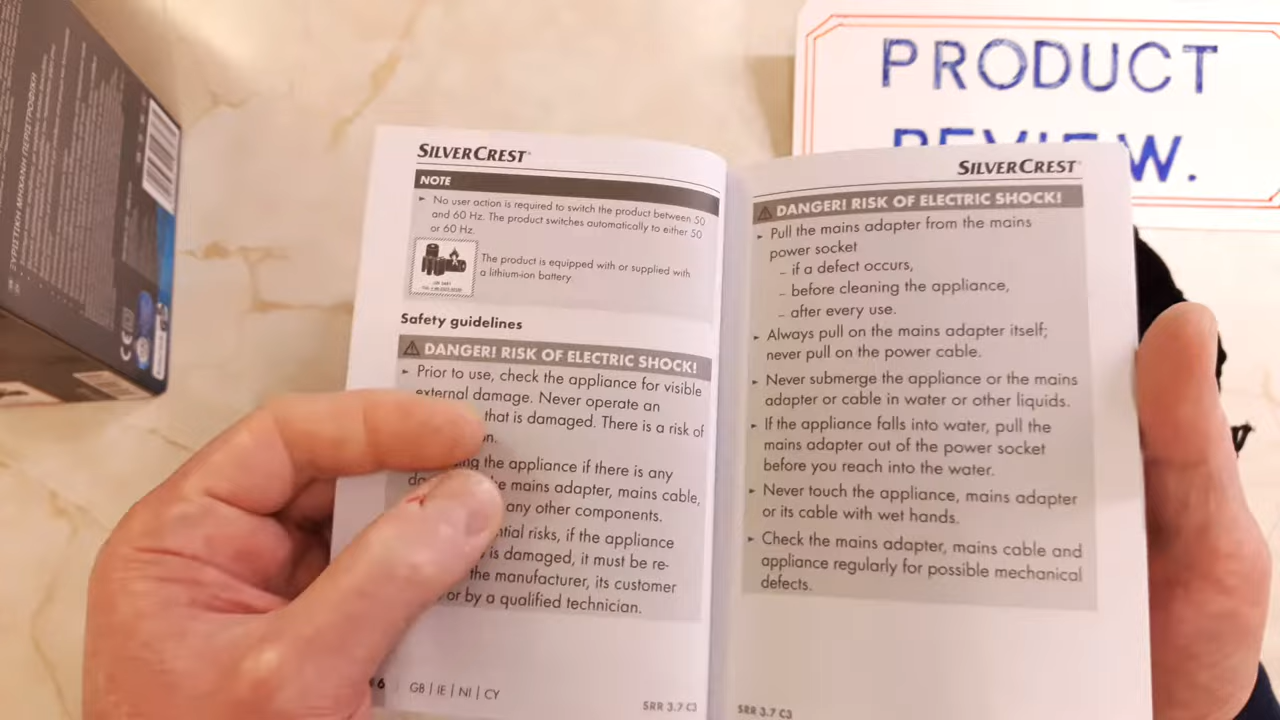 ΞΥΡΙΣΤΙΚΗ ΜΗΧΑΝΗ ΠΕΡΙΣΤΡΟΦΙΚΗ
CE
PRODUCT
REVIEW.
SILVERCREST®
NOTE
► No user action is required to switch the product between 50
and 60 Hz. The product switches automatically to either 50
or 60 Hz.
The product is equipped with or supplied with
a lithium-ion battery.
Safety guidelines
DANGER! RISK OF ELECTRIC SHOCK!
► Prior to use, check the appliance for visible
external damage. Never operate an
that is damaged. There is a risk of
the appliance if there is any
mains adapter, mains cable,
any other components.
risks, if the appliance
is damaged, it must be re-
the manufacturer, its customer
or by a qualified technician.
6 | GB | IE | NI | CY
SRR 3.7 C3
SILVERCREST®
DANGER! RISK OF ELECTRIC SHOCK!
► Pull the mains adapter from the mains
power socket
– if a defect occurs,
– before cleaning the appliance,
– after every use.
► Always pull on the mains adapter itself;
never pull on the power cable.
► Never submerge the appliance or the mains
adapter or cable in water or other liquids.
► If the appliance falls into water, pull the
mains adapter out of the power socket
before you reach into the water.
► Never touch the appliance, mains adapter
or its cable with wet hands.
► Check the mains adapter, mains cable and
appliance regularly for possible mechanical
defects.
SRR 3.7 C3